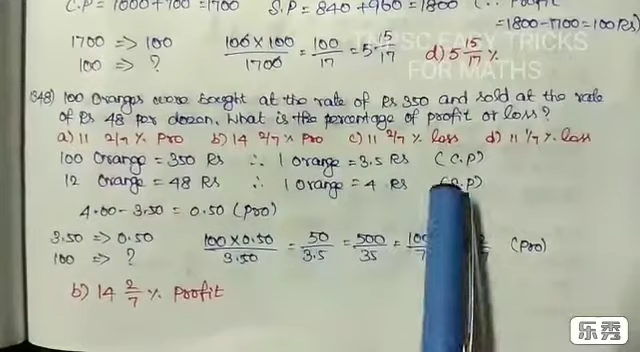 C.P = 1000+700 = 1700 S.P = 840+960 = 1800 (∴ Profit
=1800-1700=100 Rs)
1700 => 100 100×100/1700 = 100/17 = 5 15/17 d) 5 15/17 %
100 => ?
TNPSC EASY TRICKS
FOR MATHS
348) 100 Oranges were bought at the rate of Rs 350 and sold at the rate
of Rs 48 per dozen. What is the percentage of profit or loss?
a) 11 2/7 % Pro b) 14 2/7 % Pro c) 11 2/7 % loss d) 11 1/7 % loss
100 Orange = 350 Rs ∴ 1 orange = 3.5 Rs (C.P)
12 Orange = 48 Rs ∴ 1 Orange = 4 Rs (S.P)
4.00 - 3.50 = 0.50 (Pro)
3.50 => 0.50 100×0.50/3.50 = 50/3.5 = 500/35 = (Pro)
100 => ?
b) 14 2/7 % Profit
乐秀